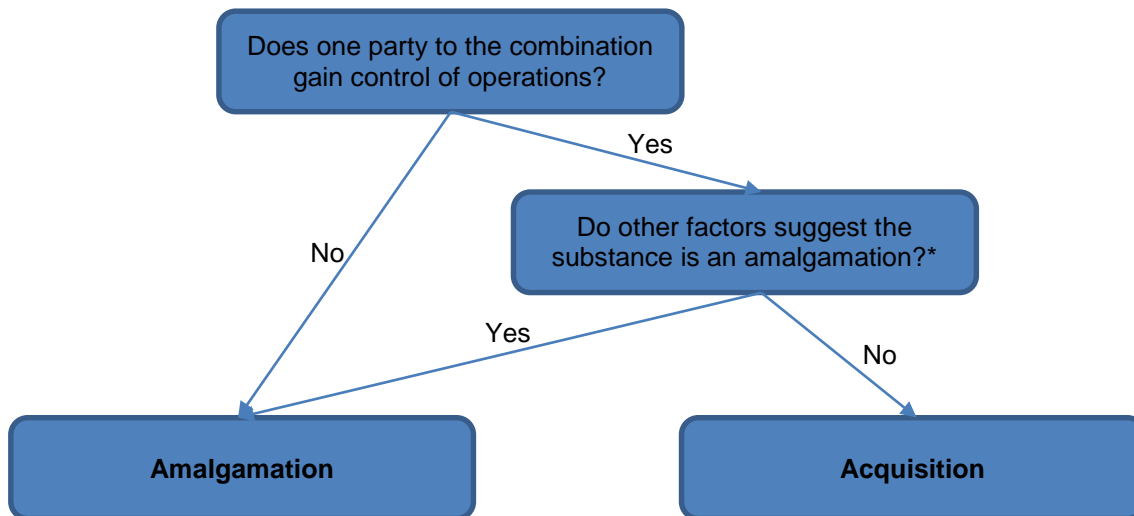 Does one party to the combination
gain control of operations?
Yes
Do other factors suggest the
substance is an amalgamation?*
No
Yes
No
Amalgamation
Acquisition